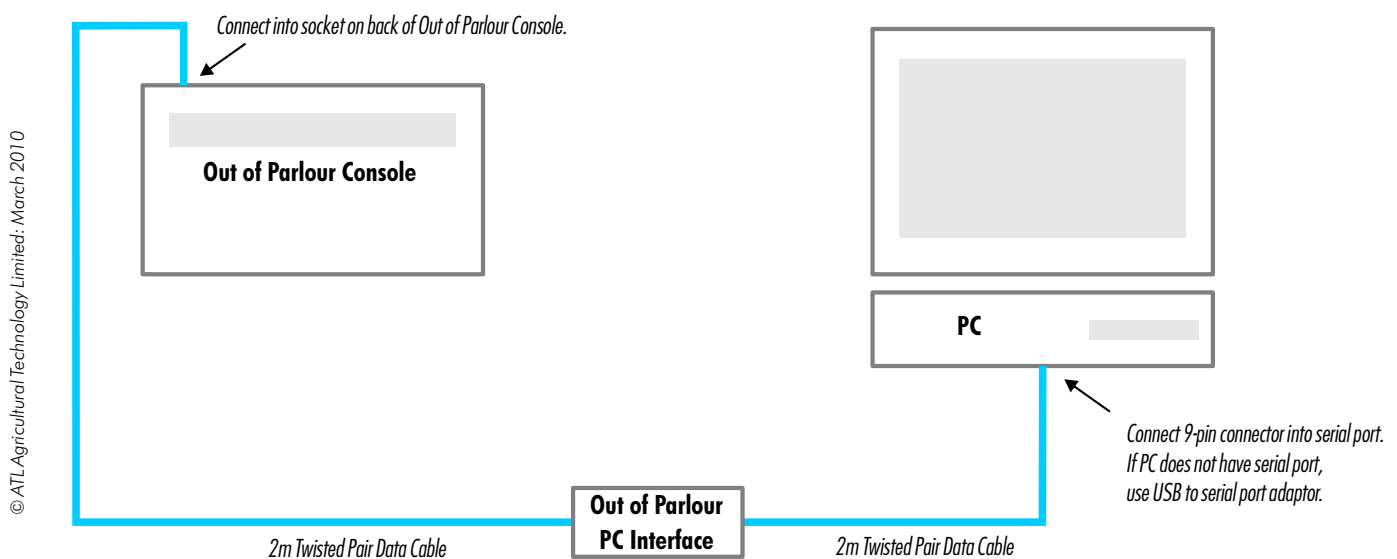 Connect into socket on back of Out of Parlour Console.
Out of Parlour Console
© ATL Agricultural Technology Limited: March 2010
PC
Connect 9-pin connector into serial port.
If PC does not have serial port,
use USB to serial port adaptor.
Out of Parlour
PC Interface
2m Twisted Pair Data Cable
2m Twisted Pair Data Cable